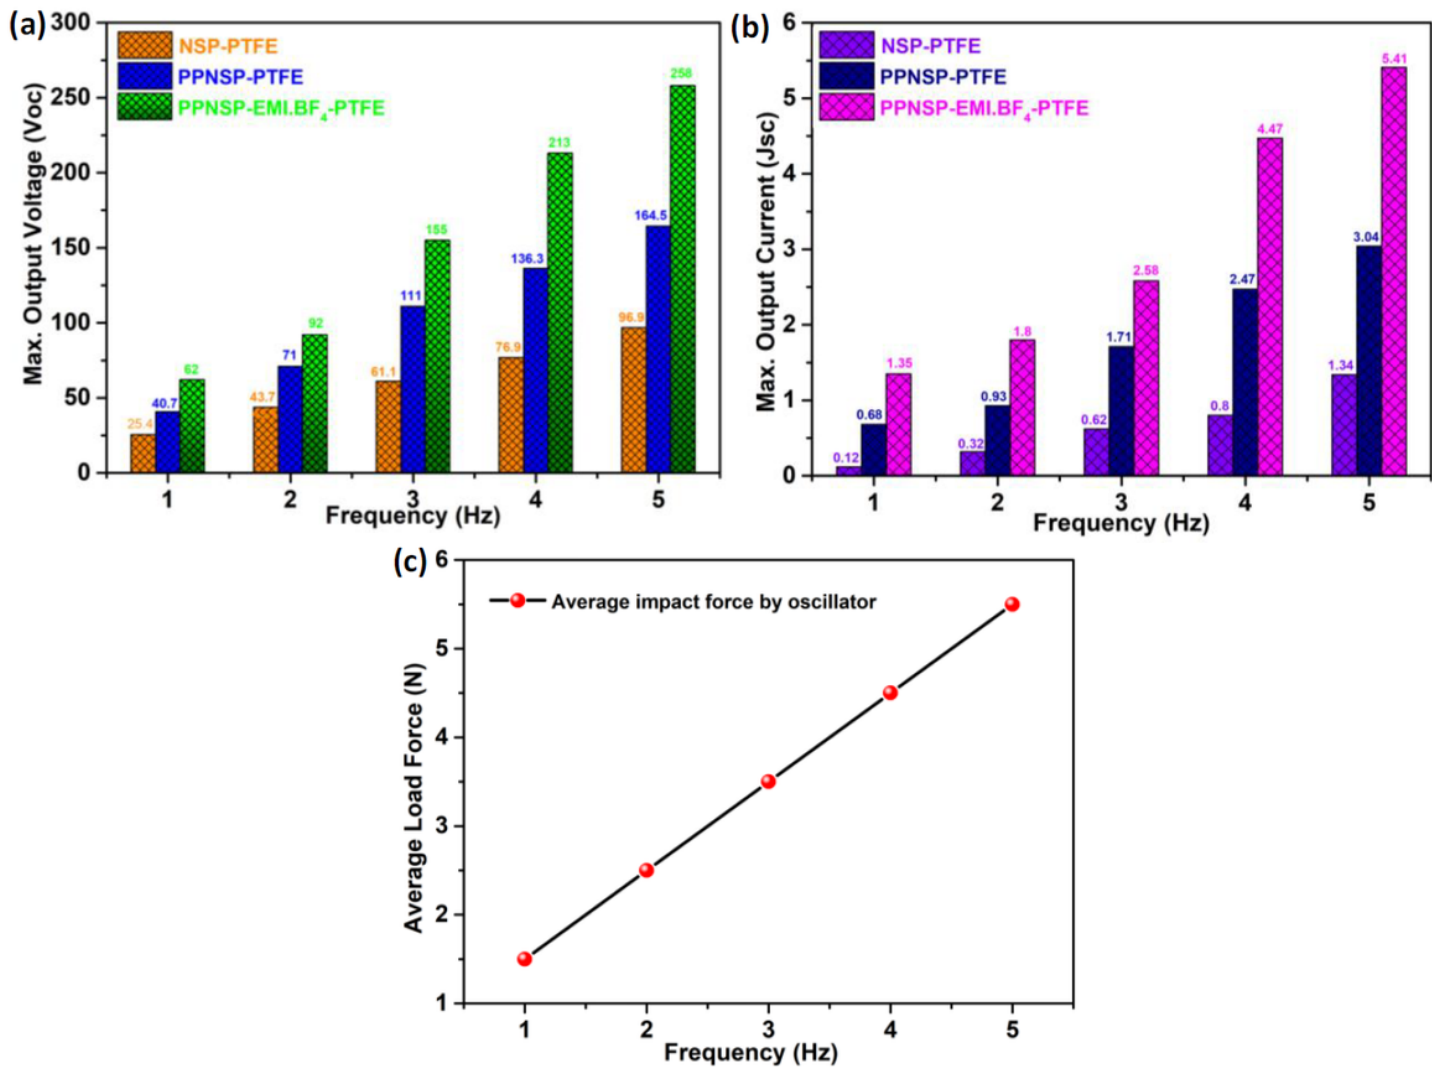 (a)
300
250
200
150
100
50
0
Max. Output Voltage (Voc)
NSP-PTFE
PPNSP-PTFE
PPNSP-EMI.BF₄-PTFE
25.4
40.7
62
43.7
71
92
61.1
111
155
76.9
136.3
213
96.9
164.5
258
1 2 3 4 5
Frequency (Hz)
(b)
6
5
4
3
2
1
0
Max. Output Current (Jsc)
NSP-PTFE
PPNSP-PTFE
PPNSP-EMI.BF₄-PTFE
0.12
0.68
1.35
0.32
0.93
1.8
0.62
1.71
2.58
0.8
2.47
4.47
1.34
3.04
5.41
1 2 3 4 5
Frequency (Hz)
(c)
6
5
4
3
2
1
Average Load Force (N)
Average impact force by oscillator
1 2 3 4 5
Frequency (Hz)